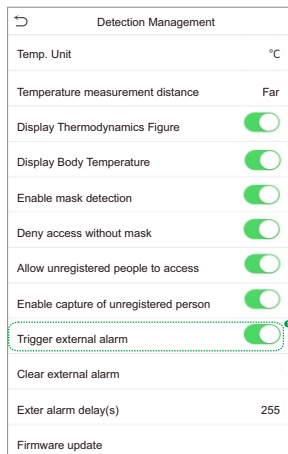 Detection Management
Temp. Unit °C
Temperature measurement distance Far
Display Thermodynamics Figure
Display Body Temperature
Enable mask detection
Deny access without mask
Allow unregistered people to access
Enable capture of unregistered person
Trigger external alarm
Clear external alarm
Exter alarm delay(s) 255
Firmware update